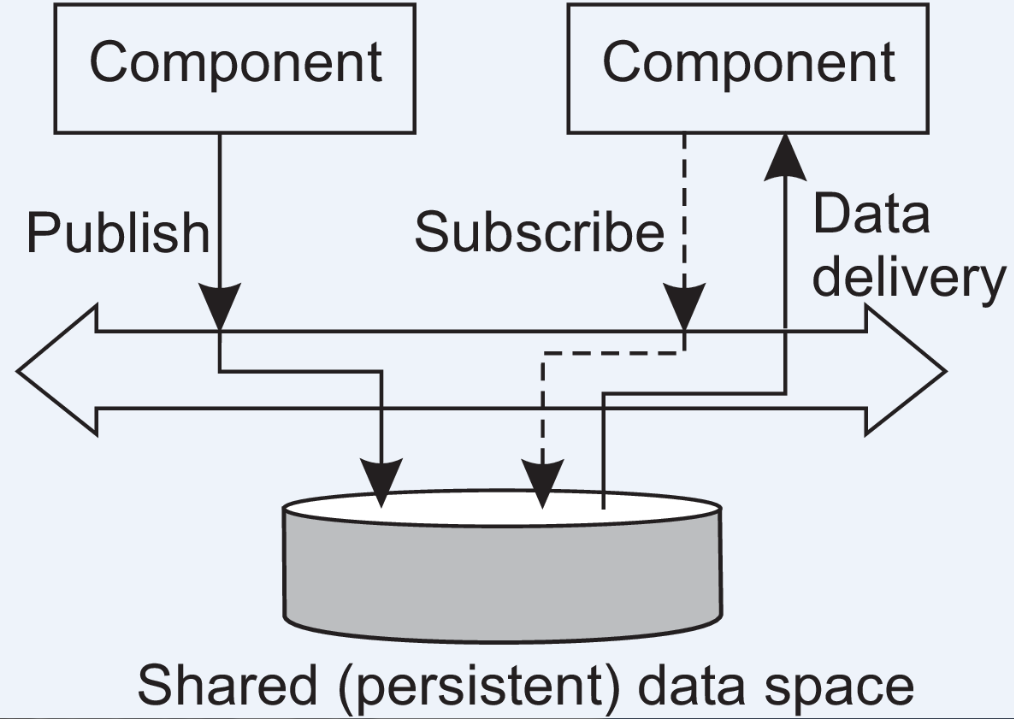 Component
Component
Publish
Subscribe
Data
delivery
Shared (persistent) data space